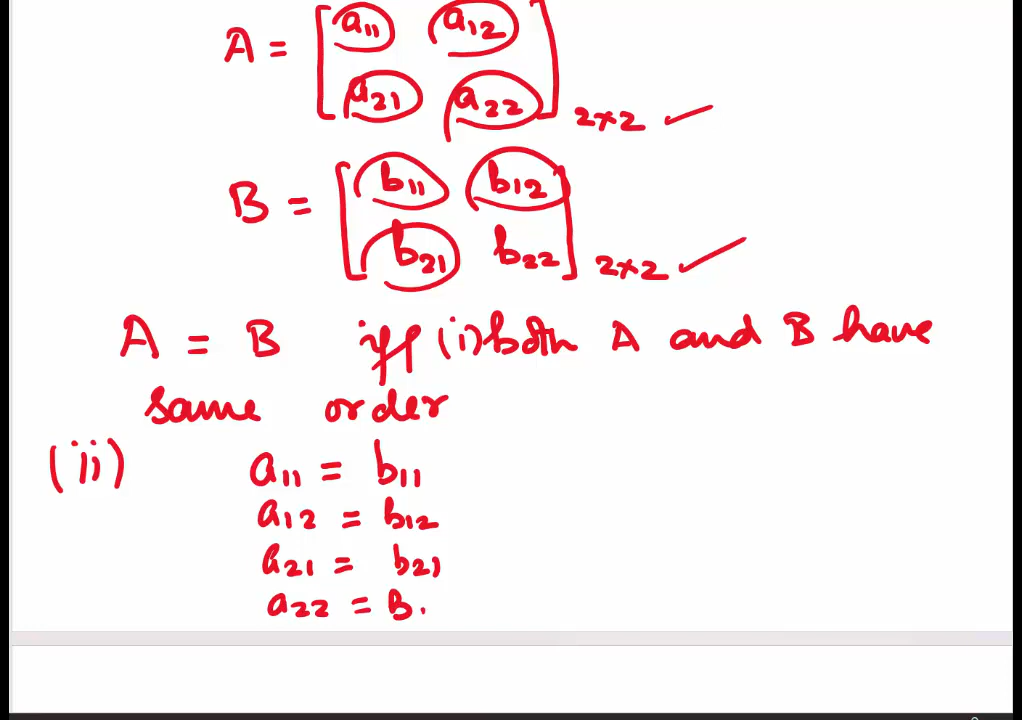 A = [a11 a12
a21 a22] 2×2 ✓
B = [b11 b12
b21 b22] 2×2 ✓
A = B iff (i) both A and B have
same order
(ii) a11 = b11
a12 = b12
a21 = b21
a22 = B.